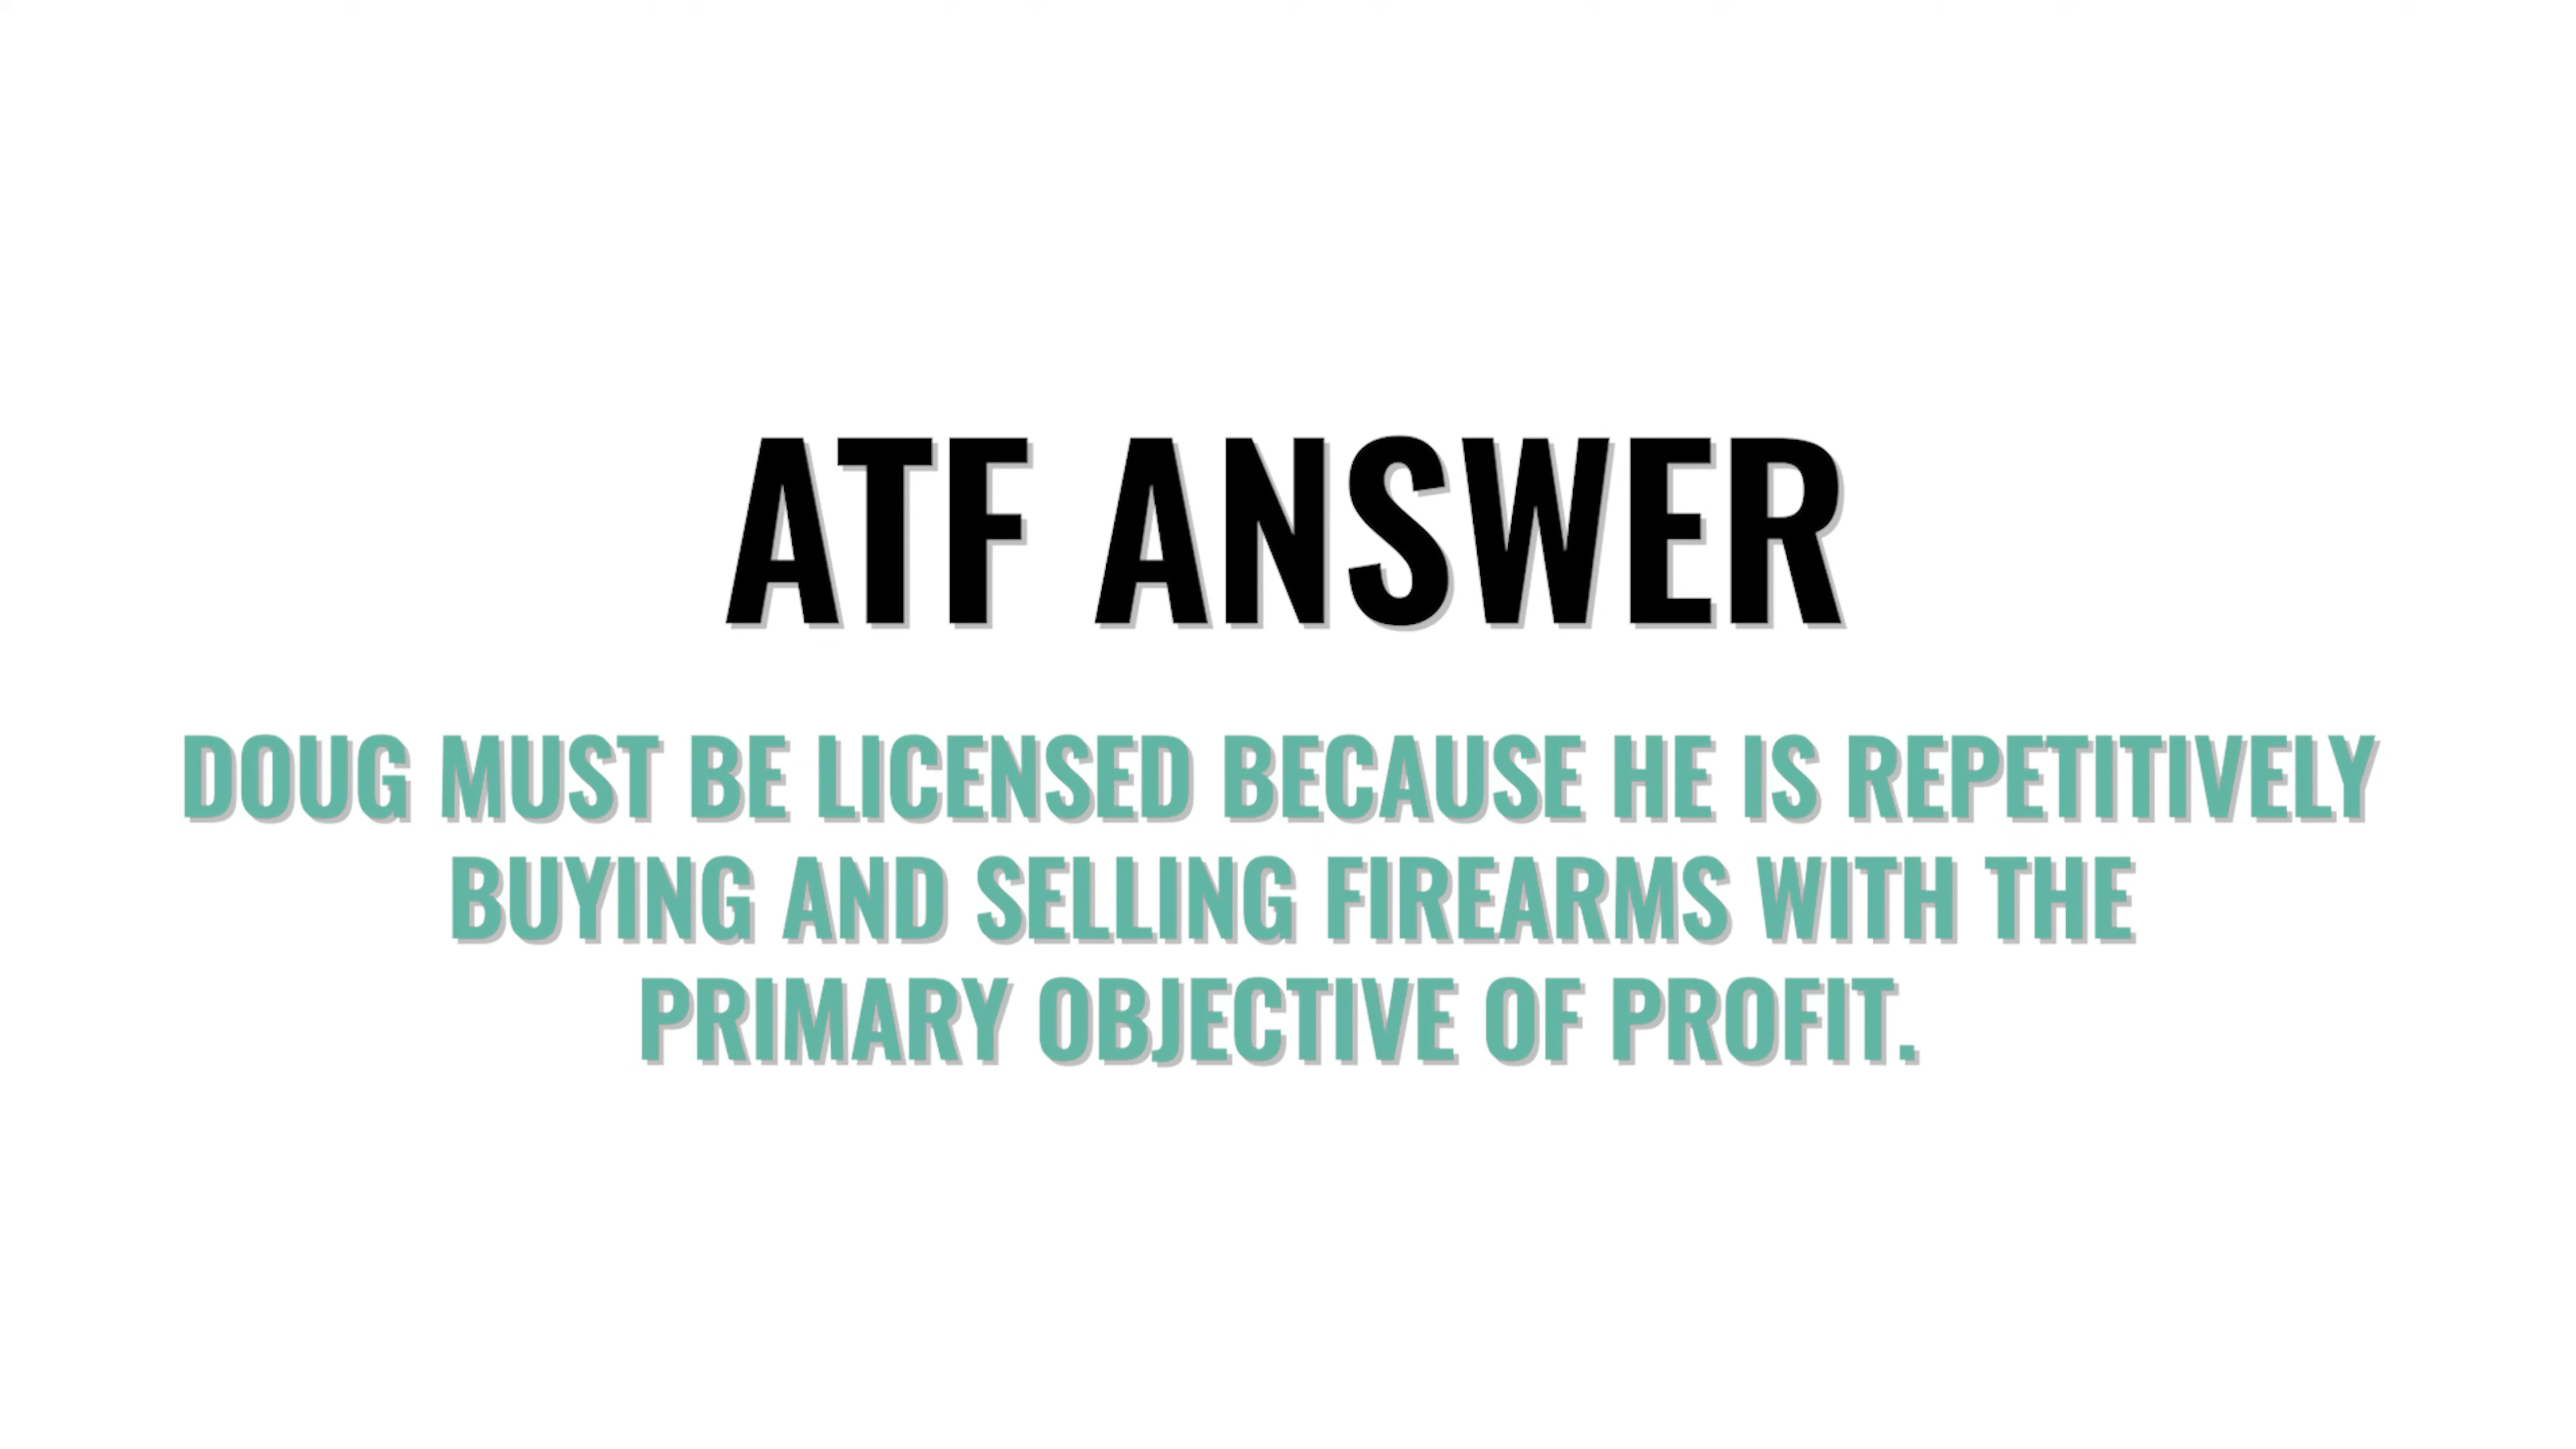 ATF ANSWER
DOUG MUST BE LICENSED BECAUSE HE IS REPETITIVELY
BUYING AND SELLING FIREARMS WITH THE
PRIMARY OBJECTIVE OF PROFIT.